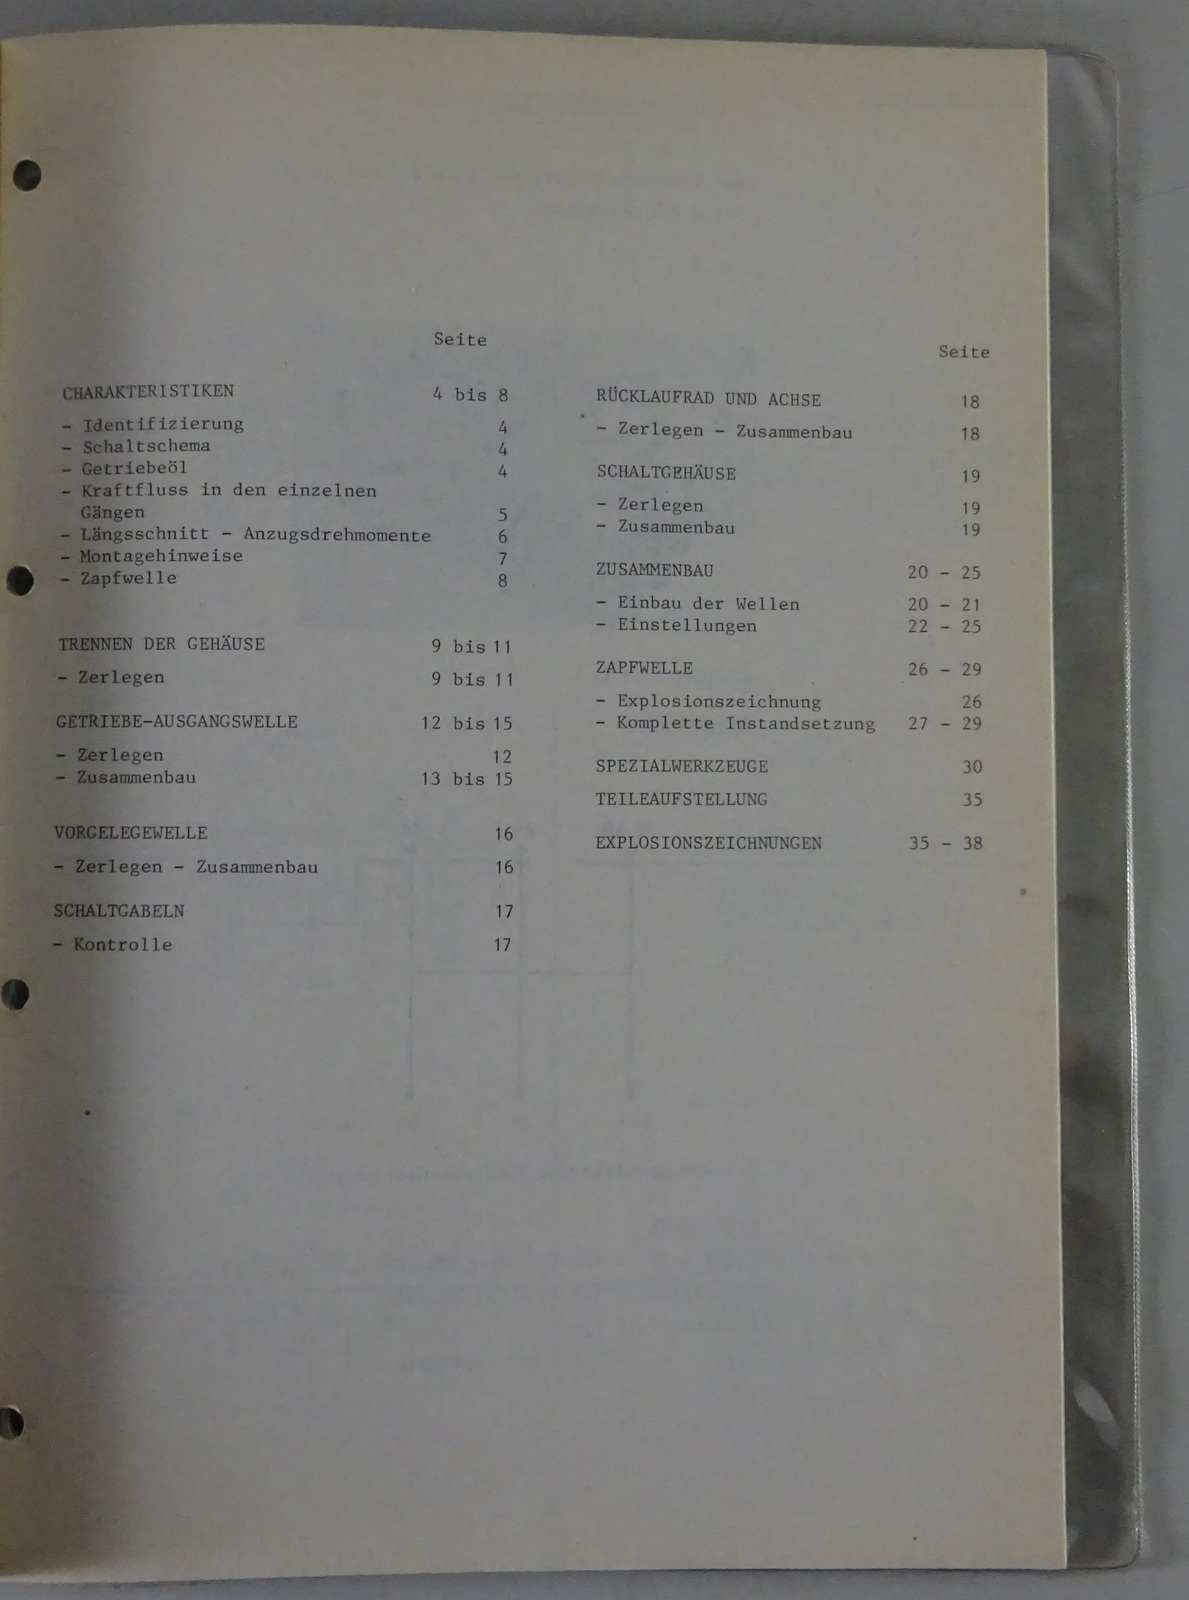 Seite
CHARAKTERISTIKEN 4 bis 8
- Identifizierung 4
- Schaltschema 4
- Getriebeöl 4
- Kraftfluss in den einzelnen
Gängen 5
- Längsschnitt - Anzugsdrehmomente 6
- Montagehinweise 7
- Zapfwelle 8
TRENNEN DER GEHÄUSE 9 bis 11
- Zerlegen 9 bis 11
GETRIEBE-AUSGANGSWELLE 12 bis 15
- Zerlegen 12
- Zusammenbau 13 bis 15
VORGELEGEWELLE 16
- Zerlegen - Zusammenbau 16
SCHALTGABELN 17
- Kontrolle 17
Seite
RÜCKLAUFRAD UND ACHSE 18
- Zerlegen - Zusammenbau 18
SCHALTGEHÄUSE 19
- Zerlegen 19
- Zusammenbau 19
ZUSAMMENBAU 20 - 25
- Einbau der Wellen 20 - 21
- Einstellungen 22 - 25
ZAPFWELLE 26 - 29
- Explosionszeichnung 26
- Komplette Instandsetzung 27 - 29
SPEZIALWERKZEUGE 30
TEILEAUFSTELLUNG 35
EXPLOSIONSZEICHNUNGEN 35 - 38